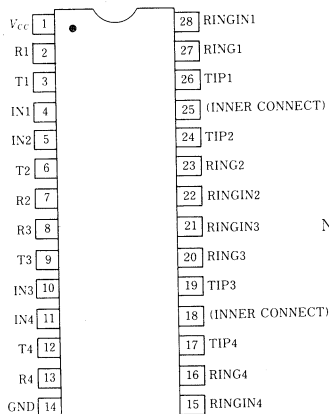 Vcc 1 28 RINGIN1
R1 2 27 RING1
T1 3 26 TIP1
IN1 4 25 (INNER CONNECT)
IN2 5 24 TIP2
T2 6 23 RING2
R2 7 22 RINGIN2
R3 8 21 RINGIN3 N
T3 9 20 RING3
IN3 10 19 TIP3
IN4 11 18 (INNER CONNECT)
T4 12 17 TIP4
R4 13 16 RING4
GND 14 15 RINGIN4